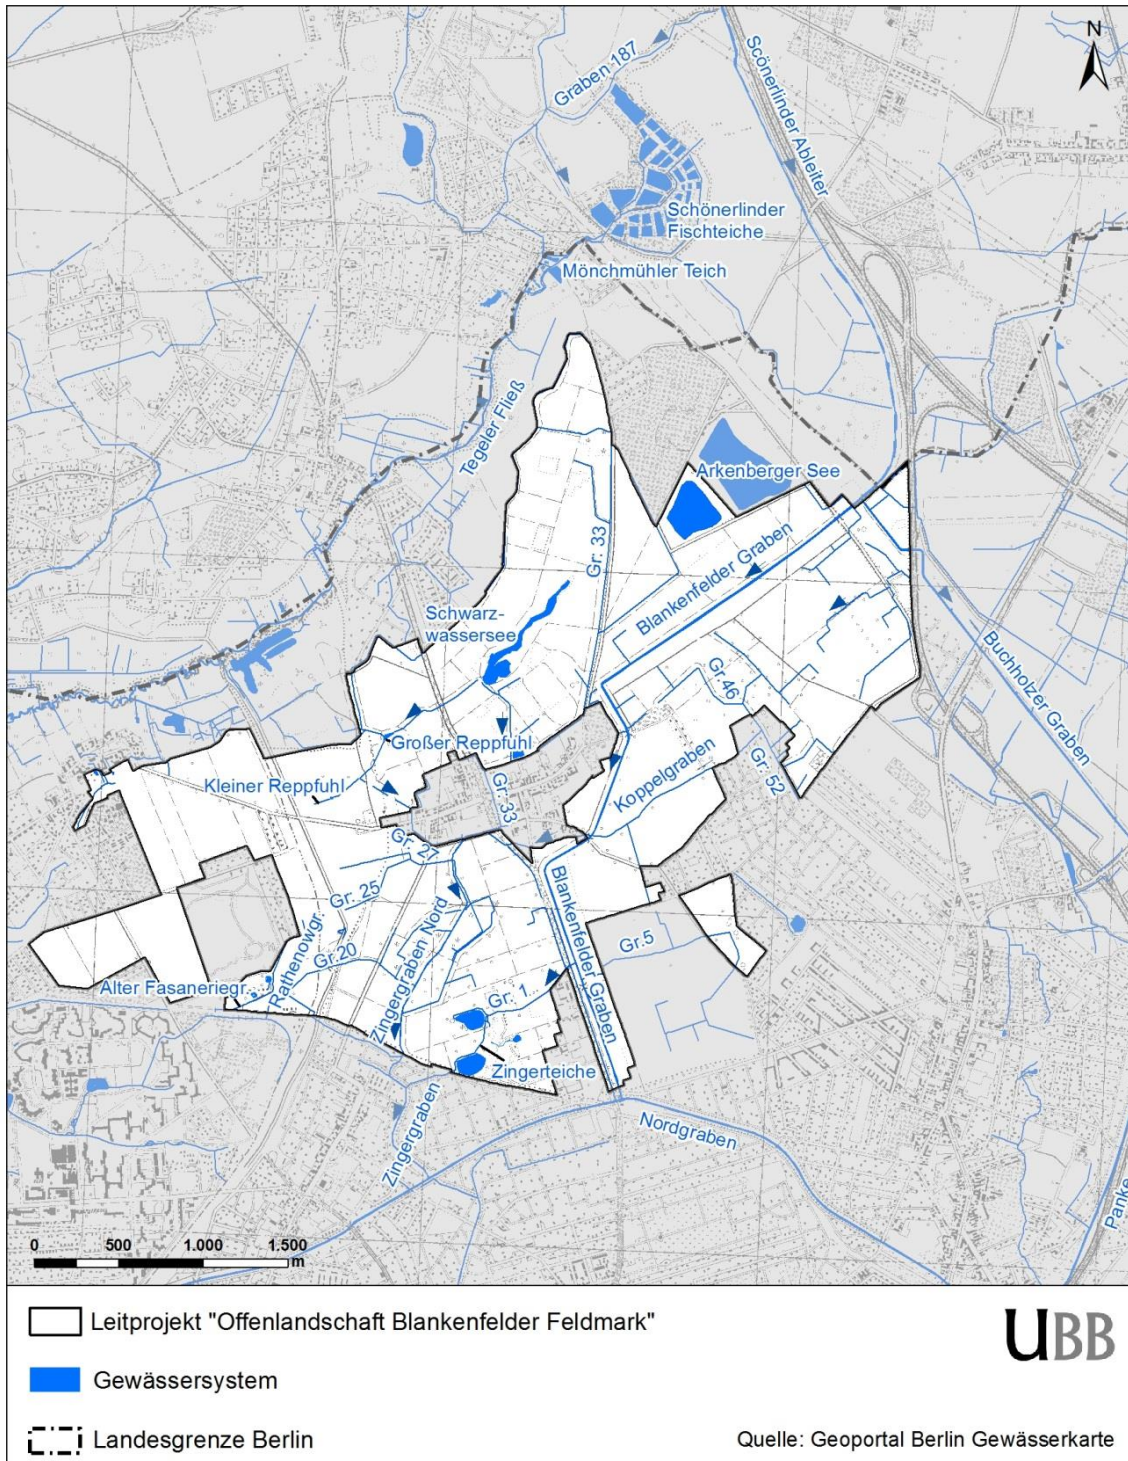 N
Graben 187
Scönerlinder Ableiter
Schönerlinder
Fischteiche
Mönchmühler Teich
Tegeler Fließ
Arkenberger See
Gr. 33
Blankenfelder Graben
Schwarz-
wassersee
Gr.46
Buchholzer Graben
Großer Reppfuhl
Koppelgraben
Gr. 52
Kleiner Reppfuhl
Gr. 33
Gr. 27
Gr. 25
Rathenowgr.
Zingergraben Nord
Blankenfelder Graben
Gr.5
Gr.20
Alter Fasaneriegr.
Gr. 1
Zingerteiche
Zingergraben
Nordgraben
Panke
0 500 1.000 1.500
m
Leitprojekt "Offenlandschaft Blankenfelder Feldmark"
UBB
Gewässersystem
Landesgrenze Berlin
Quelle: Geoportal Berlin Gewässerkarte